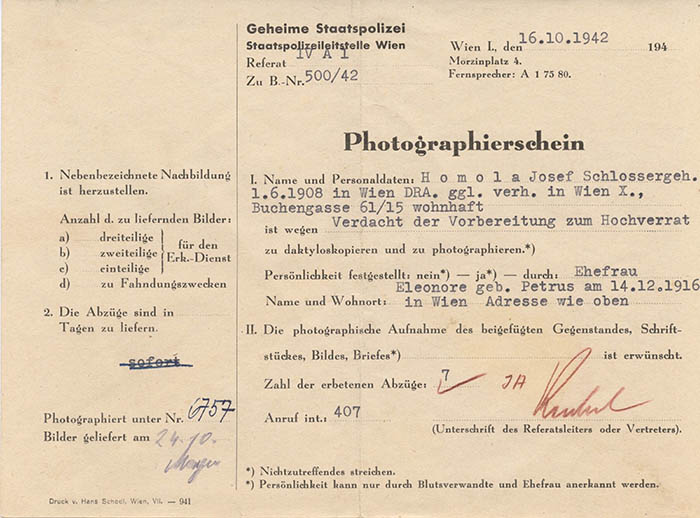 Geheime Staatspolizei
Staatspolizeileitstelle Wien
Referat IV A 1
Zu B.-Nr. 500/42
Wien I., den 16.10.1942 194
Morzinplatz 4.
Fernsprecher: A 1 75 80.
Photographierschein
1. Nebenbezeichnete Nachbildung
ist herzustellen.
Anzahl d. zu liefernden Bilder:
a) dreiteilige
b) zweiteilige
c) einteilige
für den
Erk.-Dienst
d) zu Fahndungszwecken
2. Die Abzüge sind in
Tagen zu liefern.
sofort
Photographiert unter Nr. 6757
Bilder geliefert am 24.10.
Druck v. Hans Schödl, Wien, VII. — 941
I. Name und Personaldaten: H o m o l a Josef Schlossergeh.
1.6.1908 in Wien DRA. ggl. verh. in Wien X.,
Buchengasse 61/15 wohnhaft
ist wegen Verdacht der Vorbereitung zum Hochverrat
zu daktyloskopieren und zu photographieren.*)
Persönlichkeit festgestellt: nein*) — ja*) — durch: Ehefrau
Eleonore geb. Petrus am 14.12.1916
Name und Wohnort: in Wien Adresse wie oben
II. Die photographische Aufnahme des beigefügten Gegenstandes, Schrift-
stückes, Bildes, Briefes*) ist erwünscht.
Zahl der erbetenen Abzüge: 7
Anruf int.: 407
(Unterschrift des Referatsleiters oder Vertreters).
*) Nichtzutreffendes streichen.
*) Persönlichkeit kann nur durch Blutsverwandte und Ehefrau anerkannt werden.